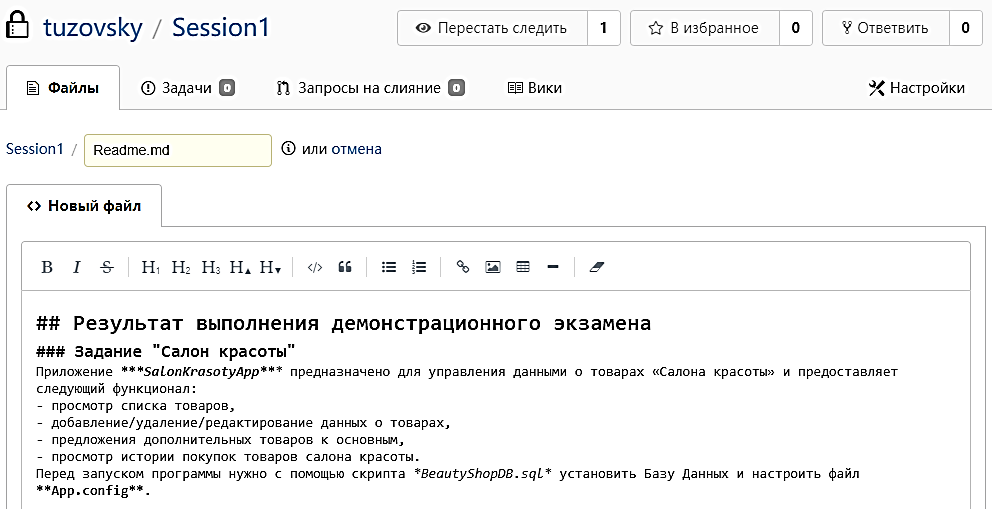 tuzovsky / Session1
Перестать следить 1
В избранное 0
Ответвить 0
Файлы
Задачи 0
Запросы на слияние 0
Вики
Настройки
Session1 / Readme.md или отмена
Новый файл
B I S H1 H2 H3 H▲ H▼
## Результат выполнения демонстрационного экзамена
### Задание "Салон красоты"
Приложение ***SalonKrasotyApp*** предназначено для управления данными о товарах «Салона красоты» и предоставляет
следующий функционал:
- просмотр списка товаров,
- добавление/удаление/редактирование данных о товарах,
- предложения дополнительных товаров к основным,
- просмотр истории покупок товаров салона красоты.
Перед запуском программы нужно с помощью скрипта *BeautyShopDB.sql* установить Базу Данных и настроить файл
**App.config**.